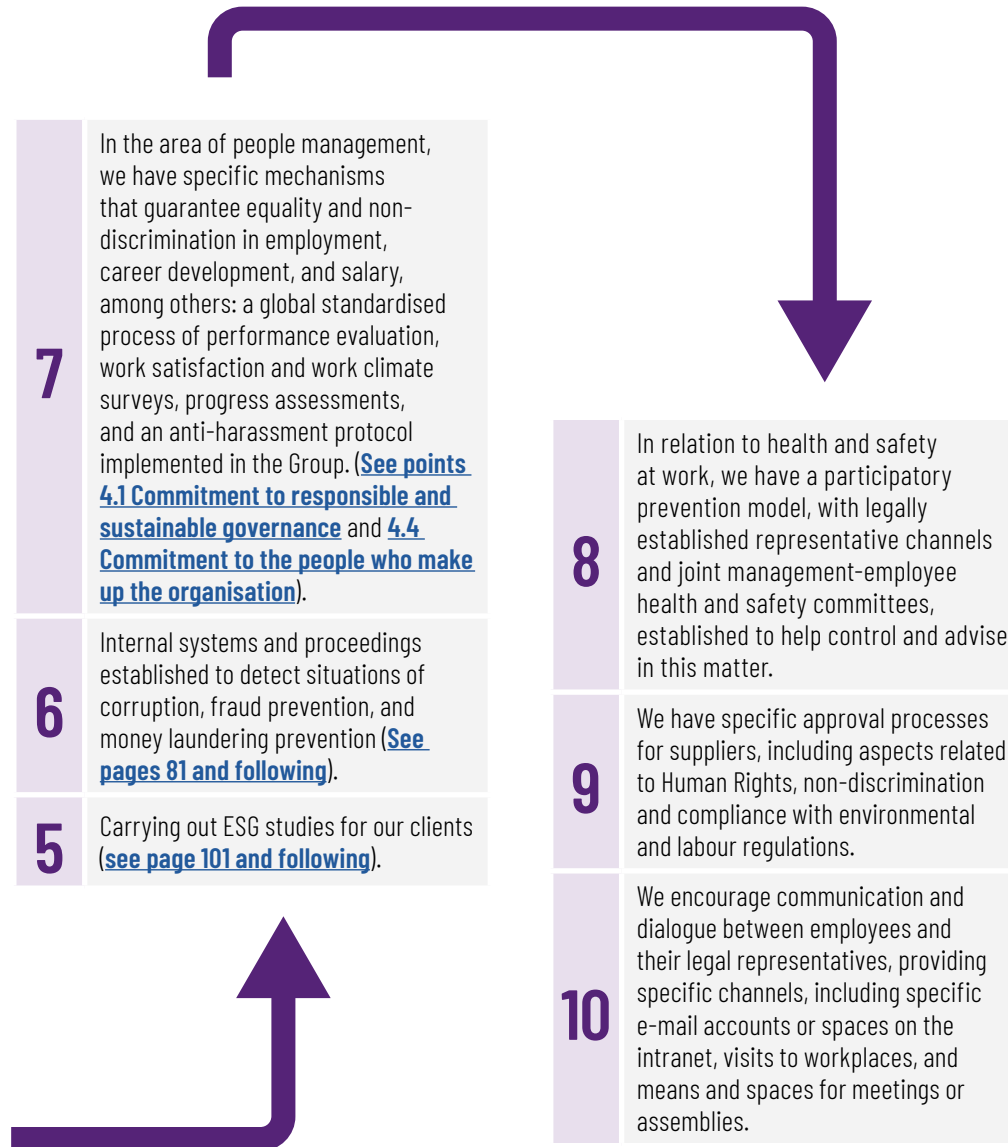 7
In the area of people management,
we have specific mechanisms
that guarantee equality and non-
discrimination in employment,
career development, and salary,
among others: a global standardised
process of performance evaluation,
work satisfaction and work climate
surveys, progress assessments,
and an anti-harassment protocol
implemented in the Group. (See points
4.1 Commitment to responsible and
sustainable governance and 4.4
Commitment to the people who make
up the organisation).
6
Internal systems and proceedings
established to detect situations of
corruption, fraud prevention, and
money laundering prevention (See
pages 81 and following).
5
Carrying out ESG studies for our clients
(see page 101 and following).
8
In relation to health and safety
at work, we have a participatory
prevention model, with legally
established representative channels
and joint management-employee
health and safety committees,
established to help control and advise
in this matter.
9
We have specific approval processes
for suppliers, including aspects related
to Human Rights, non-discrimination
and compliance with environmental
and labour regulations.
10
We encourage communication and
dialogue between employees and
their legal representatives, providing
specific channels, including specific
e-mail accounts or spaces on the
intranet, visits to workplaces, and
means and spaces for meetings or
assemblies.